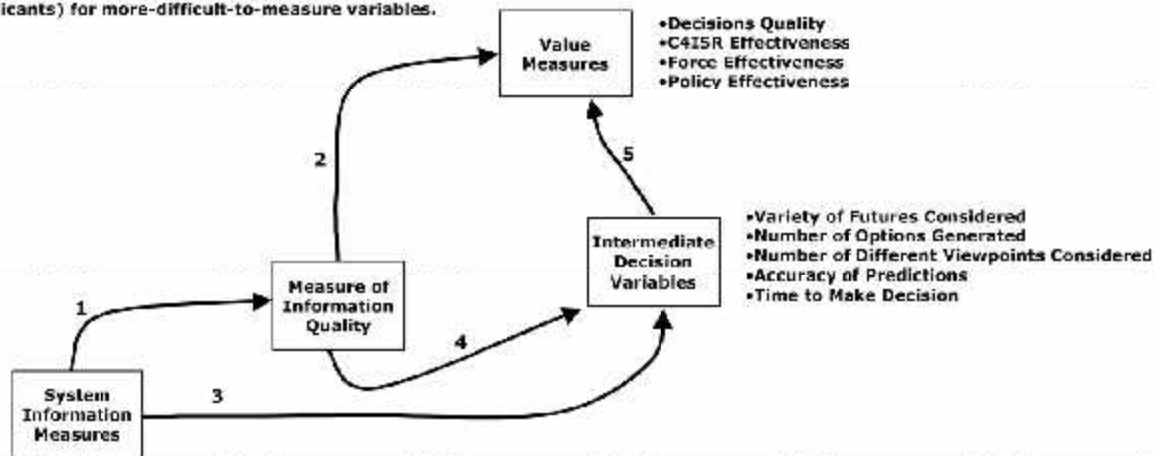 icants) for more-difficult-to-measure variables.
Value
Measures
•Decisions Quality
•C4ISR Effectiveness
•Force Effectiveness
•Policy Effectiveness
2
5
Intermediate
Decision
Variables
•Variety of Futures Considered
•Number of Options Generated
•Number of Different Viewpoints Considered
•Accuracy of Predictions
•Time to Make Decision
Measure of
Information
Quality
1
4
System
Information
Measures
3